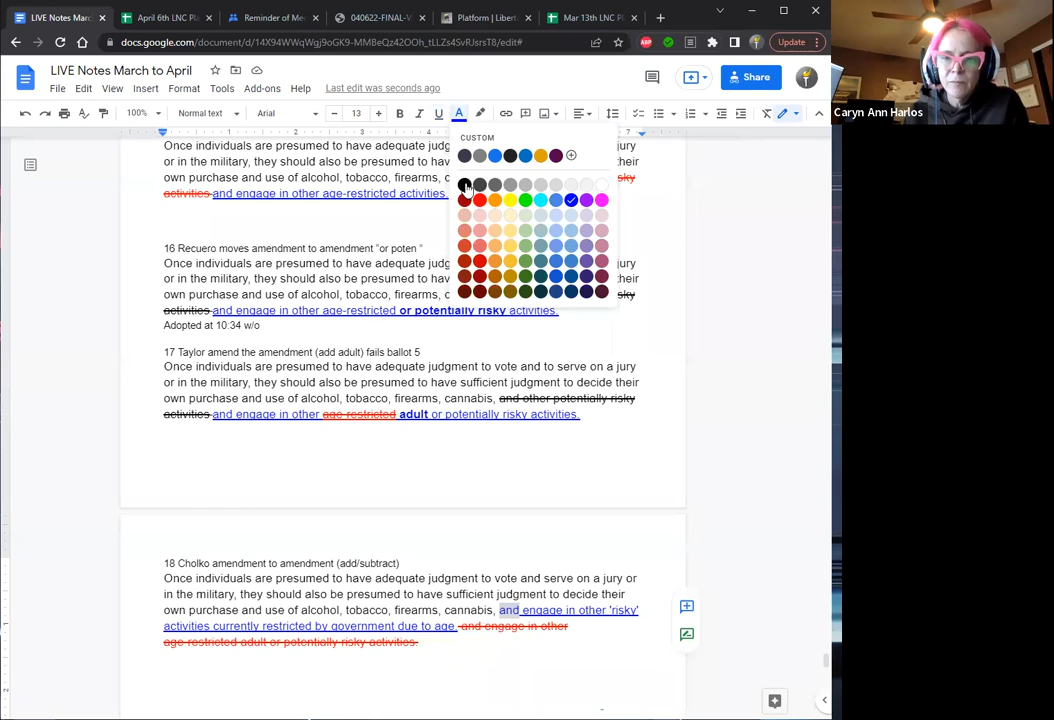 LIVE Notes March to
April 6th LNC Pl
Reminder of Me
040622-FINAL-V
Platform | Libert
Mar 13th LNC PL
docs.google.com/document/d/
Update
LIVE Notes March to April
Share
File Edit View Insert Format Tools Add-ons Help Last edit was seconds ago
100% Normal text Arial 13
CUSTOM
Caryn Ann Harlos
Once individuals are presumed to have adequate judg jury
or in the military, they should also be presumed to have their
own purchase and use of alcohol, tobacco, firearms, c sky
activities and engage in other age-restricted activities.
16 Recuero moves amendment to amendment "or poten "
Once individuals are presumed to have adequate judg jury
or in the military, they should also be presumed to have their
own purchase and use of alcohol, tobacco, firearms, c sky
activities and engage in other age-restricted or potentially risky activities.
Adopted at 10:34 w/o
17 Taylor amend the amendment (add adult) fails ballot 5
Once individuals are presumed to have adequate judgment to vote and to serve on a jury
or in the military, they should also be presumed to have sufficient judgment to decide their
own purchase and use of alcohol, tobacco, firearms, cannabis, and other potentially risky
activities and engage in other age-restricted adult or potentially risky activities.
18 Cholko amendment to amendment (add/subtract)
Once individuals are presumed to have adequate judgment to vote and serve on a jury or
in the military, they should also be presumed to have sufficient judgment to decide their
own purchase and use of alcohol, tobacco, firearms, cannabis, and engage in other 'risky'
activities currently restricted by government due to age. and engage in other
age-restricted adult or potentially risky activities.